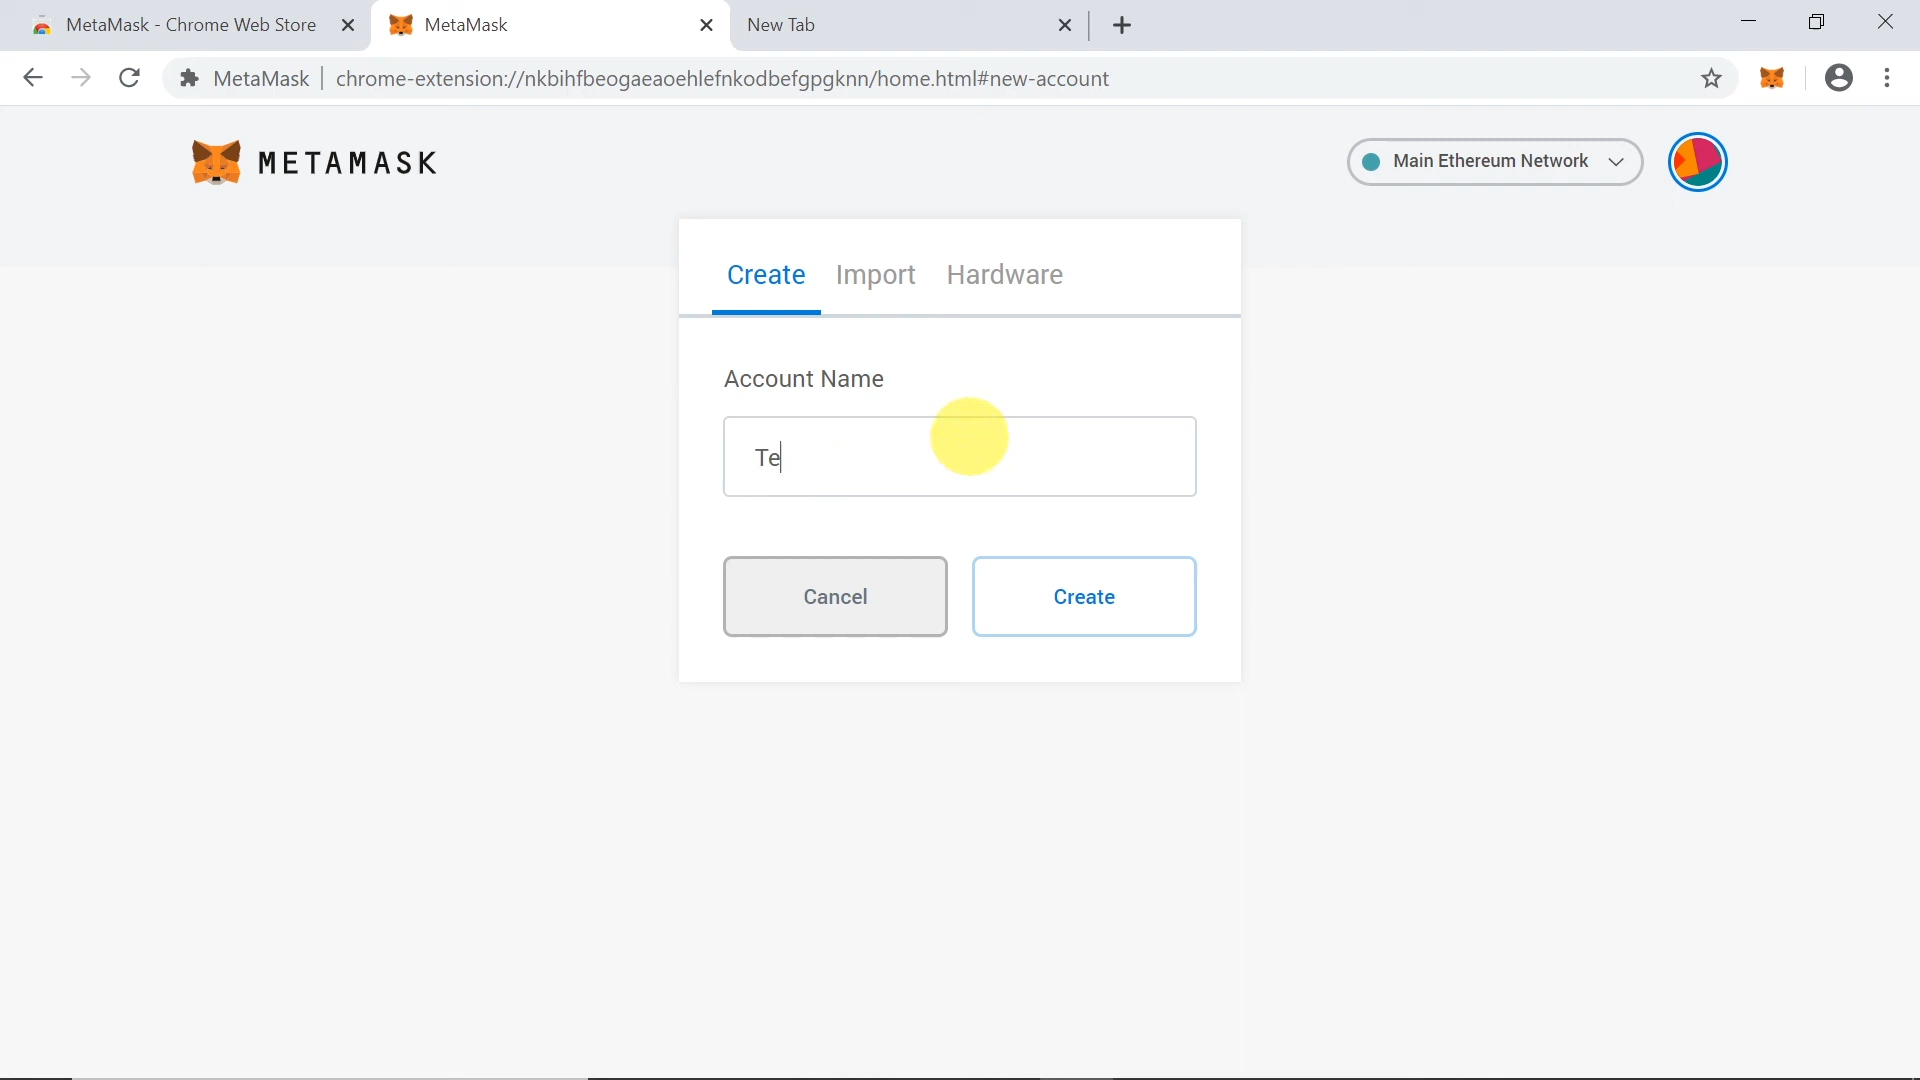 MetaMask - Chrome Web Store
MetaMask
New Tab
MetaMask | chrome-extension://nkbihfbeogaeaoehlefnkodbefgpgknn/home.html#new-account
METAMASK
Main Ethereum Network
Create Import Hardware
Account Name
Te
Cancel Create